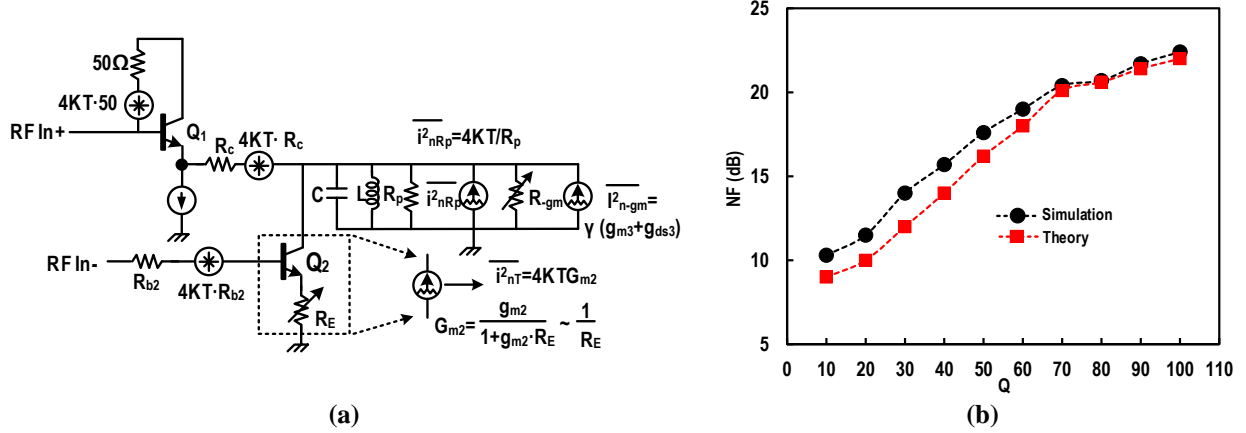 50Ω
4KT·50
RF In+
Q1
Rc 4KT· Rc
i²nRp=4KT/Rp
C
L
Rp
i²nRp
R-gm
I²n-gm=
γ (gm3+gds3)
RF In-
Rb2
4KT·Rb2
Q2
RE
i²nT=4KTGm2
Gm2= gm2 / 1+gm2·RE ~ 1 / RE
(a)
NF (dB)
25
20
15
10
5
Simulation
Theory
0 10 20 30 40 50 60 70 80 90 100 110
Q
(b)